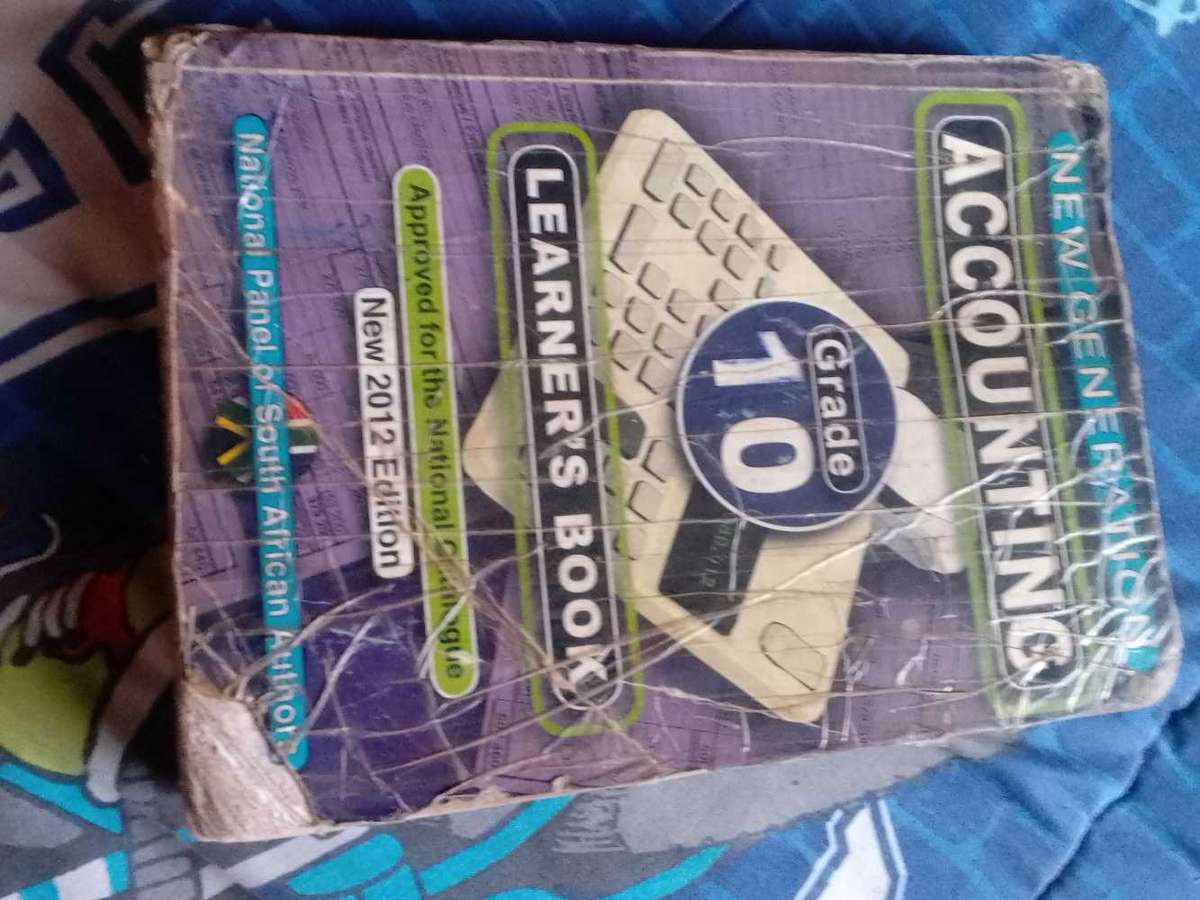 NEW GENERATION
ACCOUNTING
Grade
10
LEARNER'S BOOK
Approved for the National Catalogue
New 2012 Edition
National Panel of South African Authors